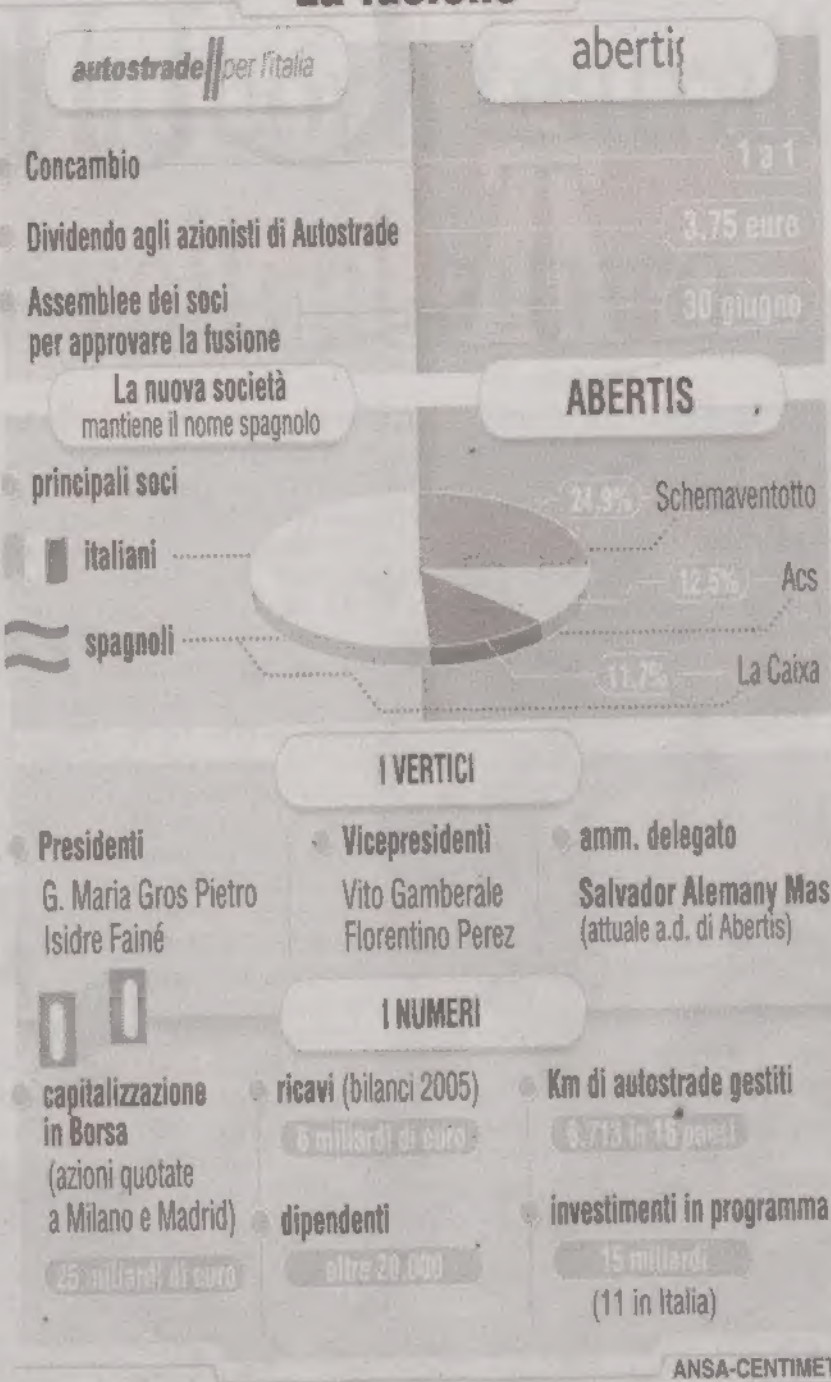 La fusione
autostrade per l'italia
abertis
Concambio
1 a 1
Dividendo agli azionisti di Autostrade
3,75 euro
Assemblee dei soci
per approvare la fusione
30 giugno
La nuova società
mantiene il nome spagnolo
ABERTIS
principali soci
italiani
spagnoli
24,9% Schemaventotto
12,5% Acs
11,7% La Caixa
I VERTICI
Presidenti
G. Maria Gros Pietro
Isidre Fainé
Vicepresidenti
Vito Gamberale
Florentino Perez
amm. delegato
Salvador Alemany Mas
(attuale a.d. di Abertis)
I NUMERI
capitalizzazione
in Borsa
(azioni quotate
a Milano e Madrid)
25 miliardi di euro
ricavi (bilanci 2005)
6 miliardi di euro
dipendenti
oltre 20.000
Km di autostrade gestiti
6.713 in 16 paesi
investimenti in programma
15 miliardi
(11 in Italia)
ANSA-CENTIMET